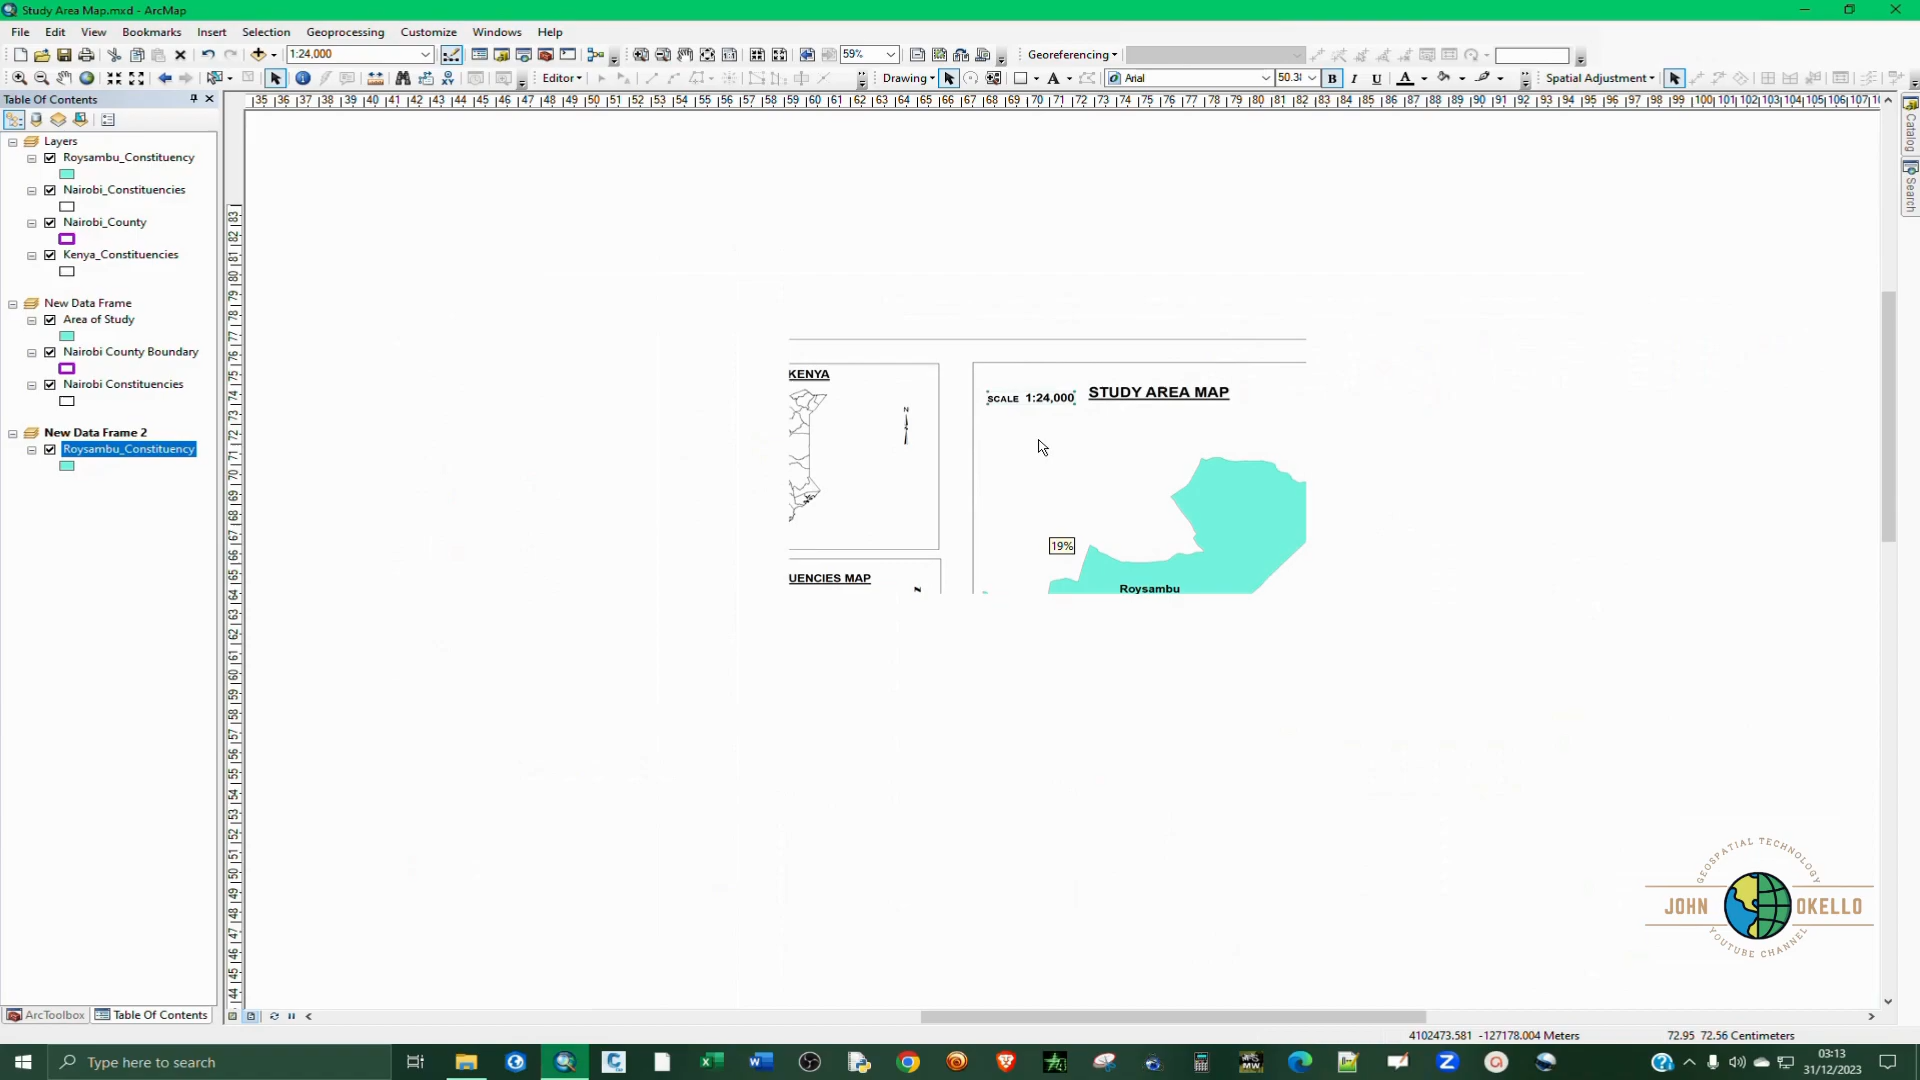 Study Area Map.mxd - ArcMap
File Edit View Bookmarks Insert Selection Geoprocessing Customize Windows Help
1:24,000
59%
Georeferencing
Editor
Drawing
Arial
B I U A
Spatial Adjustment
Table Of Contents
Layers
Roysambu_Constituency
Nairobi_Constituencies
Nairobi_County
Kenya_Constituencies
New Data Frame
Area of Study
Nairobi County Boundary
Nairobi Constituencies
New Data Frame 2
Roysambu_Constituency
KENYA
N
UENCIES MAP
SCALE 1:24,000
STUDY AREA MAP
19%
Roysambu
Catalog
Search
GEOSPATIAL TECHNOLOGY
JOHN OKELLO
YOUTUBE CHANNEL
ArcToolbox
Table Of Contents
4102473.581 -127178.004 Meters
72.95 72.56 Centimeters
Type here to search
03:13
31/12/2023